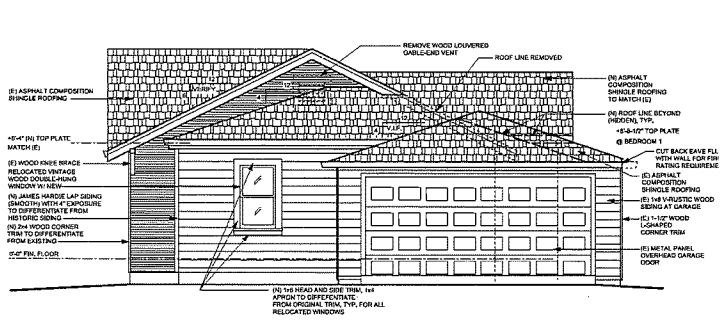 REMOVE WOOD LOUVERED
GABLE-END VENT
ROOF LINE REMOVED
(E) ASPHALT COMPOSITION
SHINGLE ROOFING
12
VERIFY
12
4
12
4
V.I.F.
(N) ASPHALT
COMPOSITION
SHINGLE ROOFING
TO MATCH (E)
(N) ROOF LINE BEYOND
(HIDDEN), TYP.
+8'-8-1/2" TOP PLATE
@ BEDROOM 1
CUT BACK EAVE
WITH WALL FOR
RATING
(E) ASPHALT
COMPOSITION
SHINGLE ROOFING
(E) 1x8 V-RUSTIC WOOD
SIDING AT GARAGE
(E) 1-1/2" WOOD
L-SHAPED
CORNER TRIM
(E) METAL PANEL
OVERHEAD GARAGE
DOOR
(N) TOP PLATE
MATCH (E)
(E) WOOD KNEE BRACE
RELOCATED VINTAGE
WOOD DOUBLE-HUNG
WINDOW W/ NEW
(N) JAMES HARDIE LAP SIDING
(SMOOTH) WITH 4" EXPOSURE
TO DIFFERENTIATE FROM
HISTORIC SIDING
(N) 2x4 WOOD CORNER
TRIM TO DIFFERENTIATE
FROM EXISTING
0'-0" FIN. FLOOR
(N) 1x6 HEAD AND SIDE TRIM, 1x4
APRON TO DIFFERENTIATE
FROM ORIGINAL TRIM, TYP, FOR ALL
RELOCATED WINDOWS